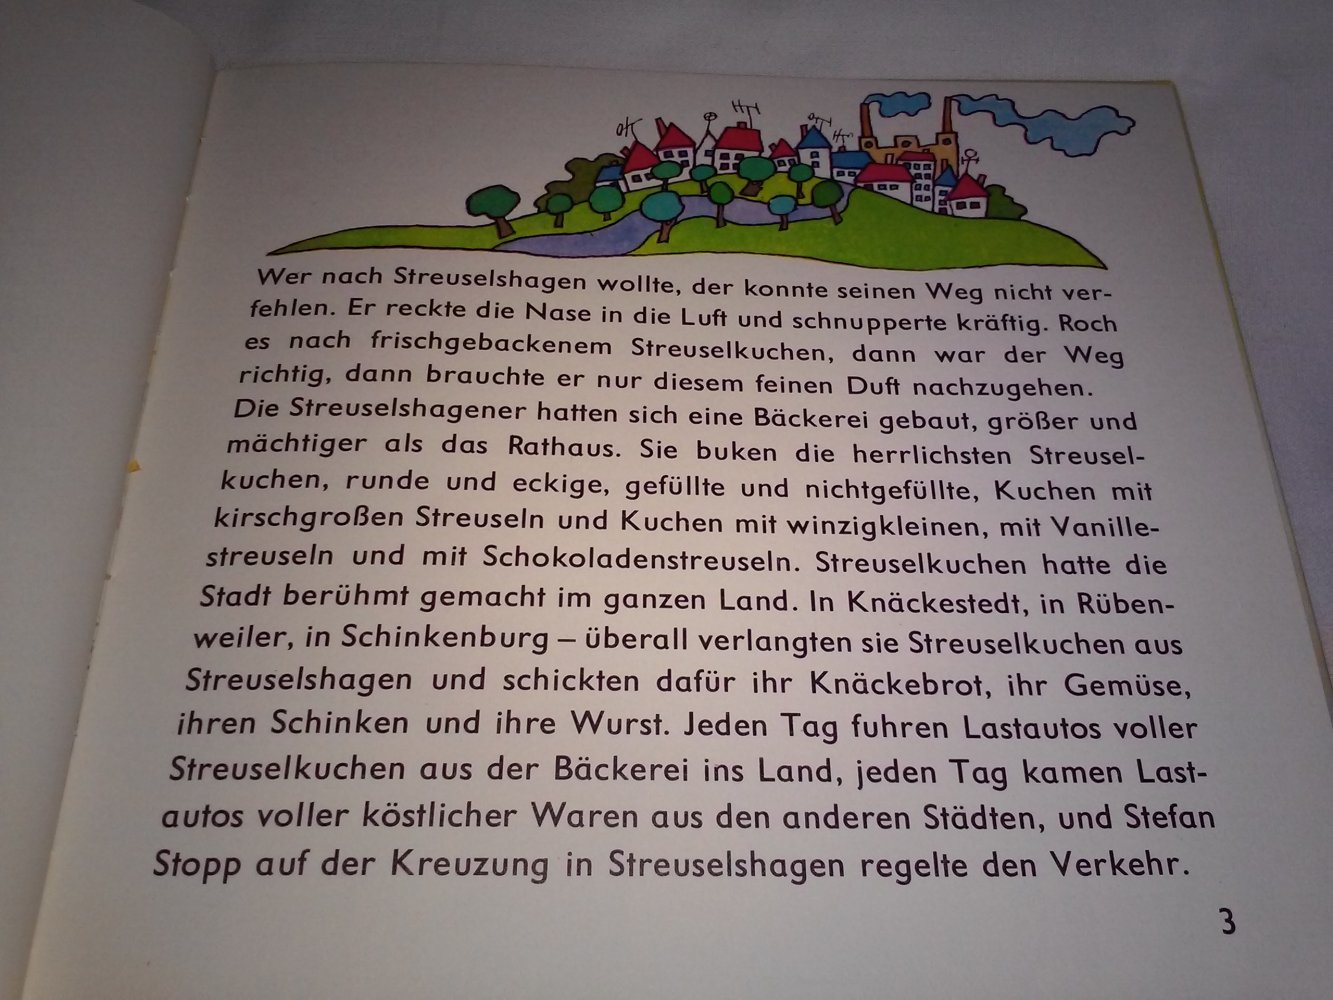 Wer nach Streuselshagen wollte, der konnte seinen Weg nicht ver-
fehlen. Er reckte die Nase in die Luft und schnupperte kräftig. Roch
es nach frischgebackenem Streuselkuchen, dann war der Weg
richtig, dann brauchte er nur diesem feinen Duft nachzugehen.
Die Streuselshagener hatten sich eine Bäckerei gebaut, größer und
mächtiger als das Rathaus. Sie buken die herrlichsten Streusel-
kuchen, runde und eckige, gefüllte und nichtgefüllte, Kuchen mit
kirschgroßen Streuseln und Kuchen mit winzigkleinen, mit Vanille-
streuseln und mit Schokoladenstreuseln. Streuselkuchen hatte die
Stadt berühmt gemacht im ganzen Land. In Knäckestedt, in Rüben-
weiler, in Schinkenburg – überall verlangten sie Streuselkuchen aus
Streuselshagen und schickten dafür ihr Knäckebrot, ihr Gemüse,
ihren Schinken und ihre Wurst. Jeden Tag fuhren Lastautos voller
Streuselkuchen aus der Bäckerei ins Land, jeden Tag kamen Last-
autos voller köstlicher Waren aus den anderen Städten, und Stefan
Stopp auf der Kreuzung in Streuselshagen regelte den Verkehr.
3